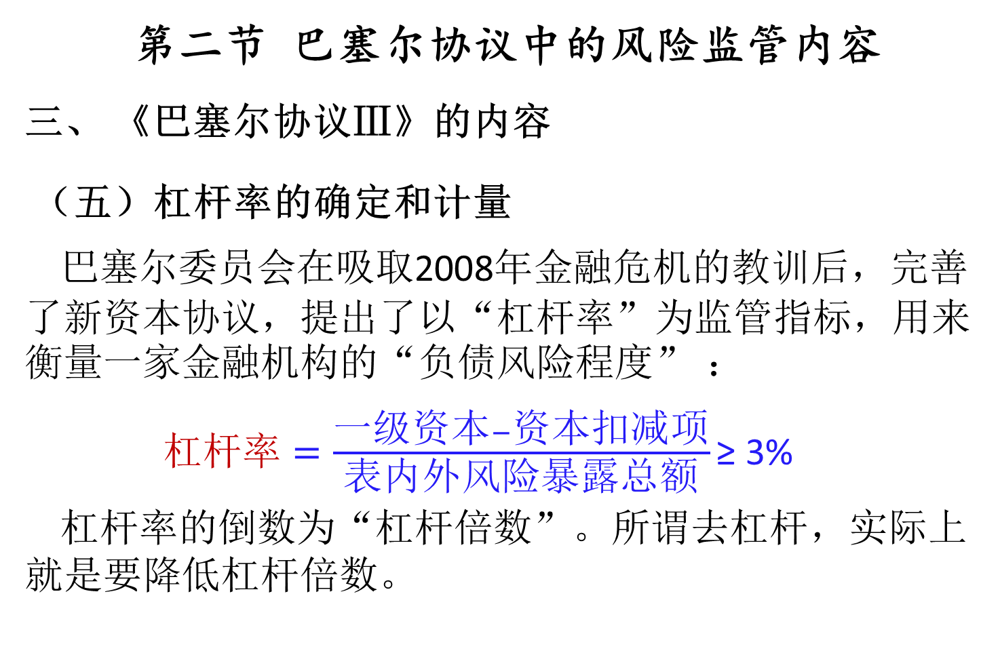 第二节 巴塞尔协议中的风险监管内容
三、《巴塞尔协议Ⅲ》的内容
（五）杠杆率的确定和计量
巴塞尔委员会在吸取2008年金融危机的教训后，完善
了新资本协议，提出了以“杠杆率”为监管指标，用来
衡量一家金融机构的“负债风险程度”：
一级资本−资本扣减项
杠杆率 = ≥ 3%
表内外风险暴露总额
杠杆率的倒数为“杠杆倍数”。所谓去杠杆，实际上
就是要降低杠杆倍数。